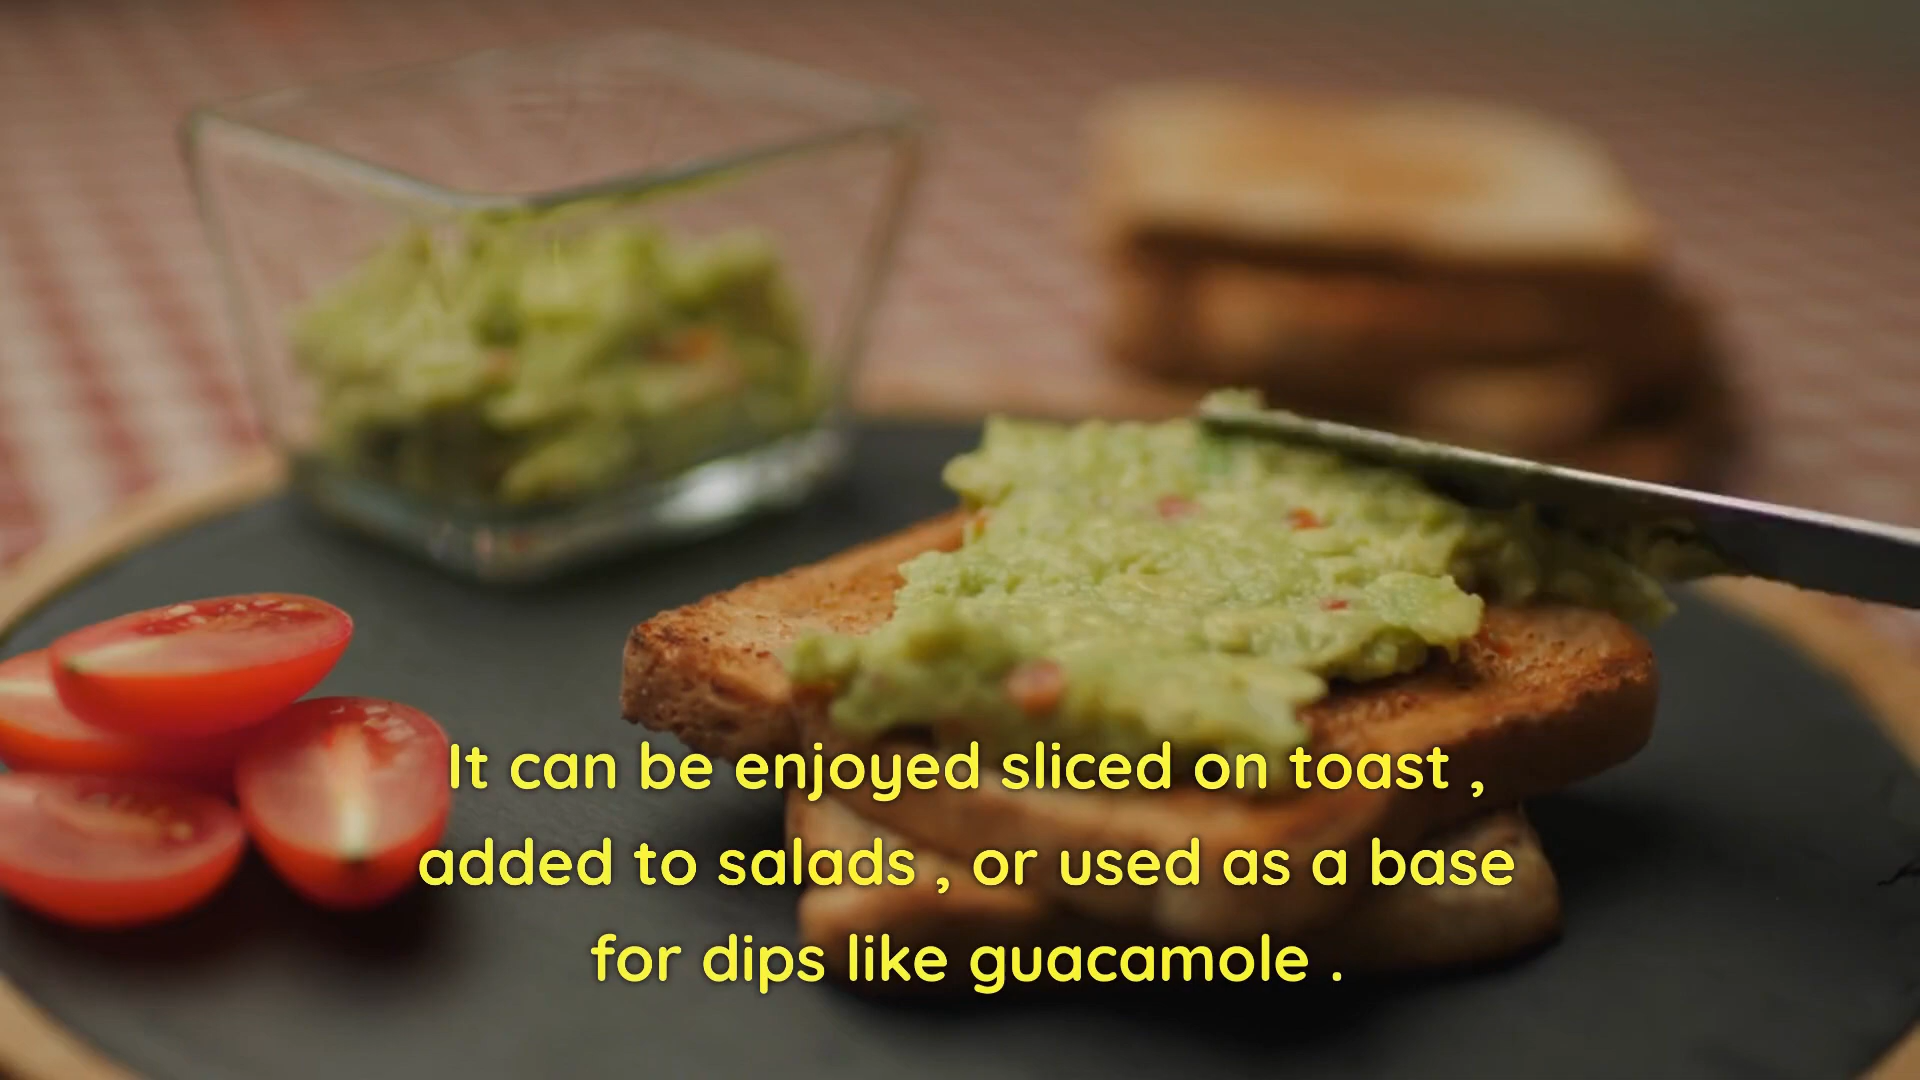 It can be enjoyed sliced on toast ,
added to salads , or used as a base
for dips like guacamole .